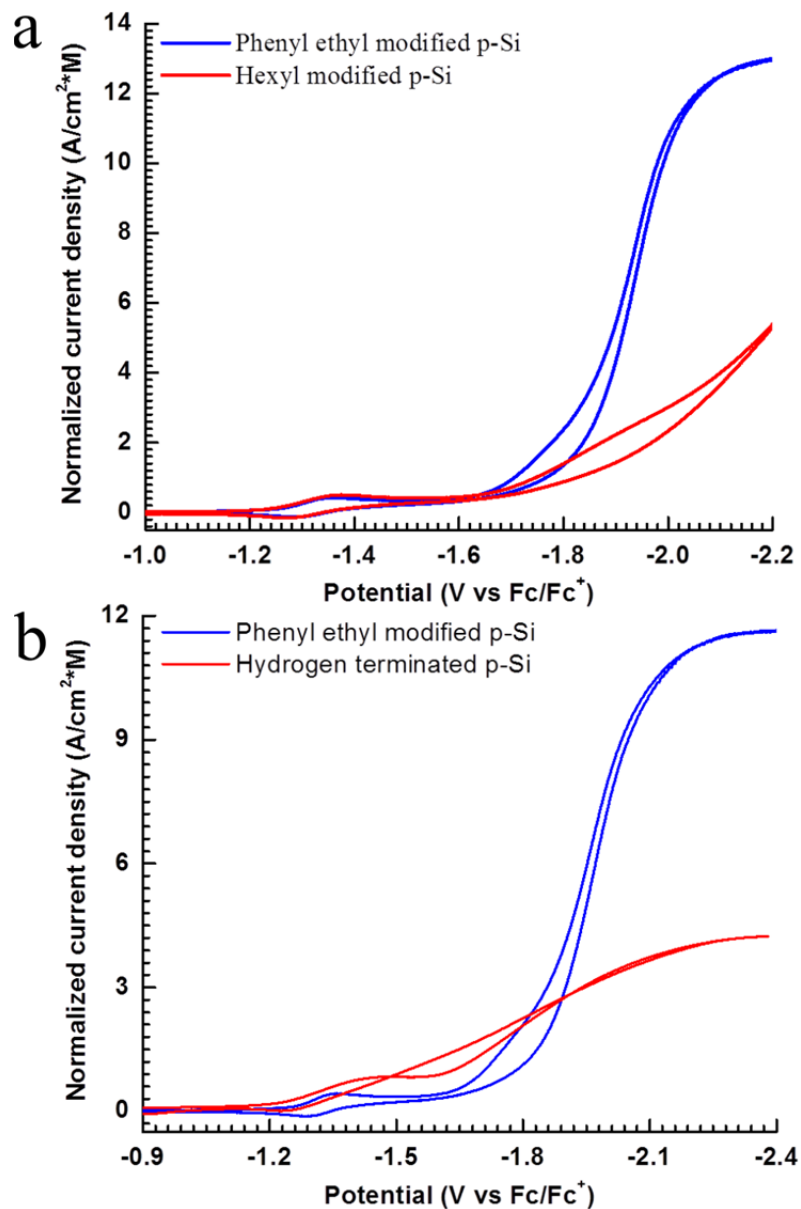 a
Phenyl ethyl modified p-Si
Hexyl modified p-Si
Normalized current density (A/cm²*M)
14
12
10
8
6
4
2
0
-1.0 -1.2 -1.4 -1.6 -1.8 -2.0 -2.2
Potential (V vs Fc/Fc⁺)
b
Phenyl ethyl modified p-Si
Hydrogen terminated p-Si
Normalized current density (A/cm²*M)
12
9
6
3
0
-0.9 -1.2 -1.5 -1.8 -2.1 -2.4
Potential (V vs Fc/Fc⁺)